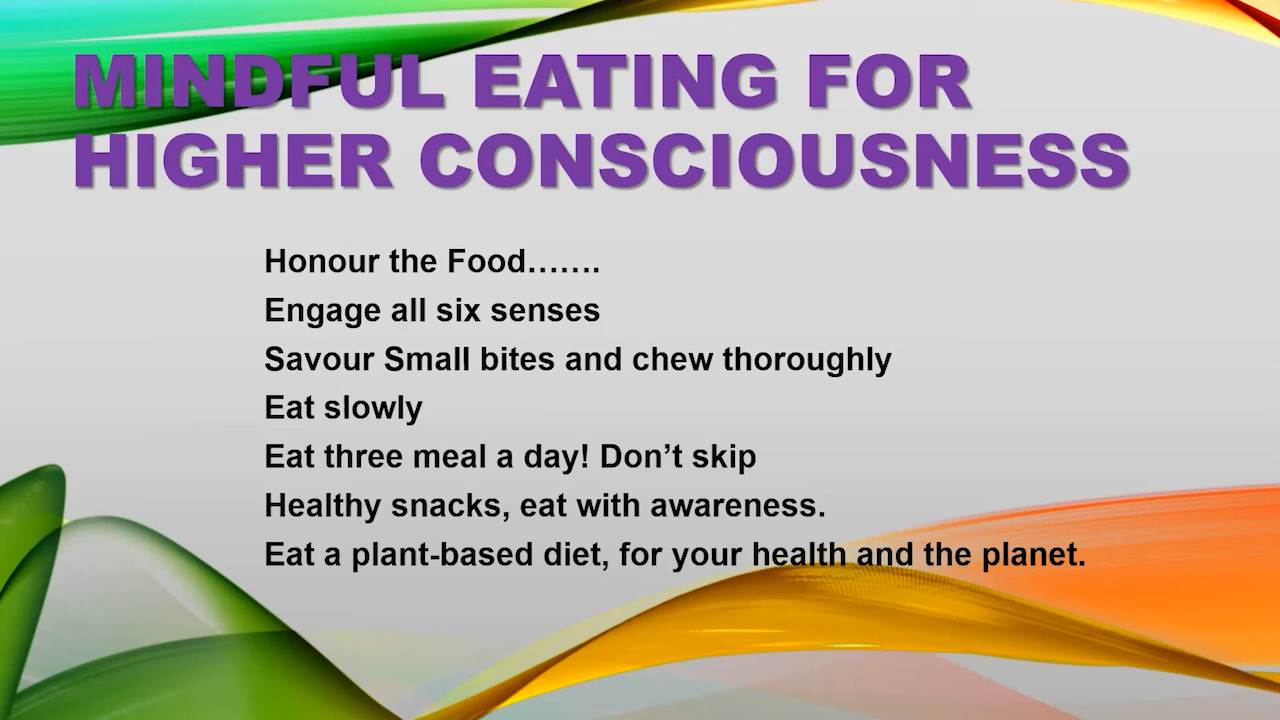 MINDFUL EATING FOR
HIGHER CONSCIOUSNESS
Honour the Food.......
Engage all six senses
Savour Small bites and chew thoroughly
Eat slowly
Eat three meal a day! Don’t skip
Healthy snacks, eat with awareness.
Eat a plant-based diet, for your health and the planet.